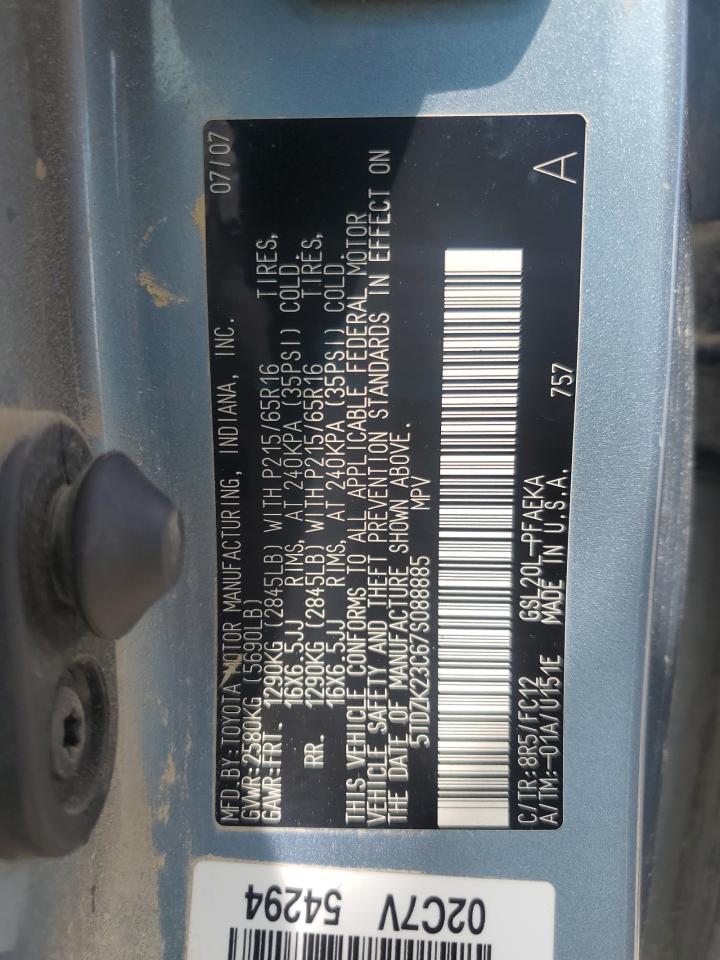 MFD. BY: TOYOTA MOTOR MANUFACTURING, INDIANA, INC. 07/07
GVWR: 2580KG (5690LB)
GAWR: FRT. 1290KG (2845LB) WITH P215/65R16 TIRES,
16X6.5JJ RIMS, AT 240KPA (35PSI) COLD.
RR. 1290KG (2845LB) WITH P215/65R16 TIRES,
16X6.5JJ RIMS, AT 240KPA (35PSI) COLD.
THIS VEHICLE CONFORMS TO ALL APPLICABLE FEDERAL MOTOR
VEHICLE SAFETY AND THEFT PREVENTION STANDARDS IN EFFECT ON
THE DATE OF MANUFACTURE SHOWN ABOVE.
5TDZK23C67S088885 MPV
C/TR: 8R5/FC12 GSL20L-PFAEKA 757 A
A/TM: -01A/U151E MADE IN U.S.A.
02C7V
54294